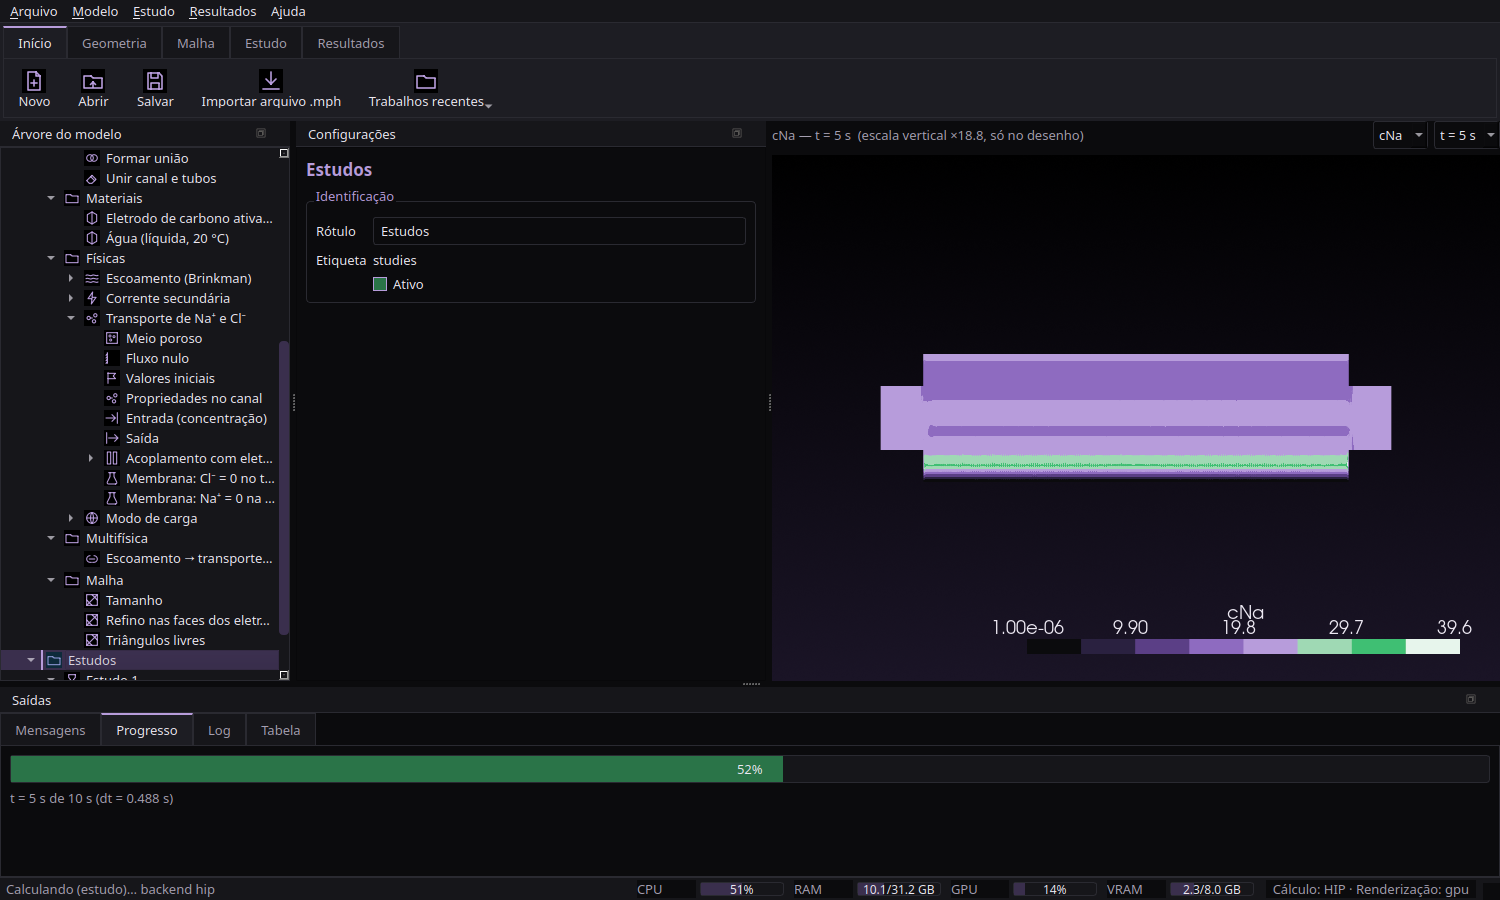 Arquivo Modelo Estudo Resultados Ajuda
Início Geometria Malha Estudo Resultados
Novo Abrir Salvar Importar arquivo .mph Trabalhos recentes
Árvore do modelo
Formar união
Unir canal e tubos
Materiais
Eletrodo de carbono ativa...
Água (líquida, 20 °C)
Físicas
Escoamento (Brinkman)
Corrente secundária
Transporte de Na⁺ e Cl⁻
Meio poroso
Fluxo nulo
Valores iniciais
Propriedades no canal
Entrada (concentração)
Saída
Acoplamento com elet...
Membrana: Cl⁻ = 0 no t...
Membrana: Na⁺ = 0 na ...
Modo de carga
Multifísica
Escoamento → transporte...
Malha
Tamanho
Refino nas faces dos eletr...
Triângulos livres
Estudos
Estudo 1
Configurações
Estudos
Identificação
Rótulo Estudos
Etiqueta studies
Ativo
cNa — t = 5 s (escala vertical ×18.8, só no desenho)
cNa t = 5 s
cNa
1.00e-06 9.90 19.8 29.7 39.6
Saídas
Mensagens Progresso Log Tabela
52%
t = 5 s de 10 s (dt = 0.488 s)
Calculando (estudo)... backend hip CPU 51% RAM 10.1/31.2 GB GPU 14% VRAM 2.3/8.0 GB Cálculo: HIP · Renderização: gpu